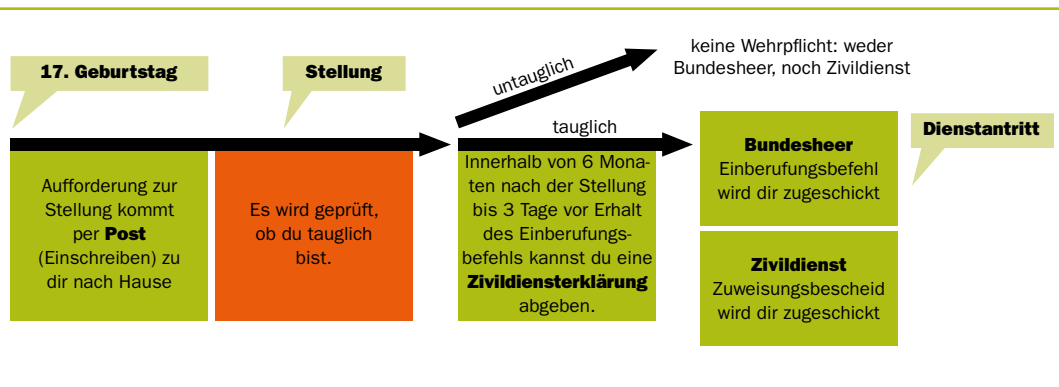 17. Geburtstag
Aufforderung zur
Stellung kommt
per Post
(Einschreiben) zu
dir nach Hause
Stellung
Es wird geprüft,
ob du tauglich
bist.
untauglich
keine Wehrpflicht: weder
Bundesheer, noch Zivildienst
tauglich
Innerhalb von 6 Mona-
ten nach der Stellung
bis 3 Tage vor Erhalt
des Einberufungs-
befehls kannst du eine
Zivildiensterklärung
abgeben.
Bundesheer
Einberufungsbefehl
wird dir zugeschickt
Zivildienst
Zuweisungsbescheid
wird dir zugeschickt
Dienstantritt